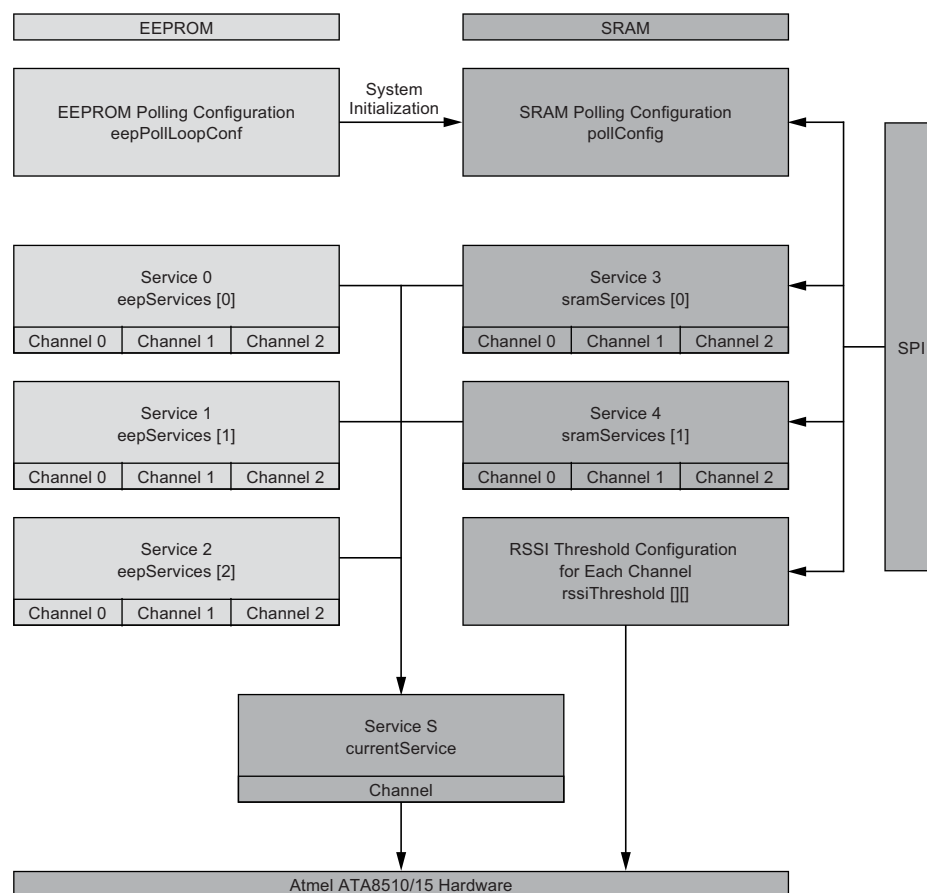 EEPROM
SRAM
EEPROM Polling Configuration
eepPollLoopConf
System
Initialization
SRAM Polling Configuration
pollConfig
Service 0
eepServices [0]
Channel 0
Channel 1
Channel 2
Service 3
sramServices [0]
Channel 0
Channel 1
Channel 2
SPI
Service 1
eepServices [1]
Channel 0
Channel 1
Channel 2
Service 4
sramServices [1]
Channel 0
Channel 1
Channel 2
Service 2
eepServices [2]
Channel 0
Channel 1
Channel 2
RSSI Threshold Configuration
for Each Channel
rssiThreshold [][]
Service S
currentService
Channel
Atmel ATA8510/15 Hardware